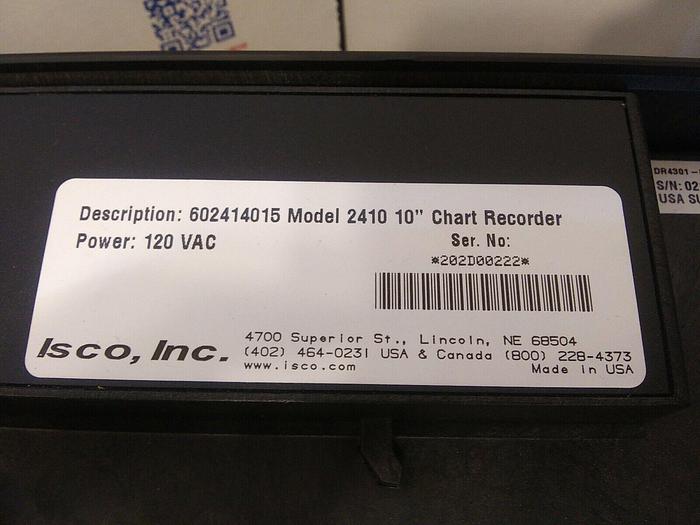 Description: 602414015 Model 2410 10" Chart Recorder
Power: 120 VAC
Ser. No:
*202D00222*
Isco, Inc.
4700 Superior St., Lincoln, NE 68504
(402) 464-0231 USA & Canada (800) 228-4373
www.isco.com
Made in USA
DR4301-
S/N: 02
USA